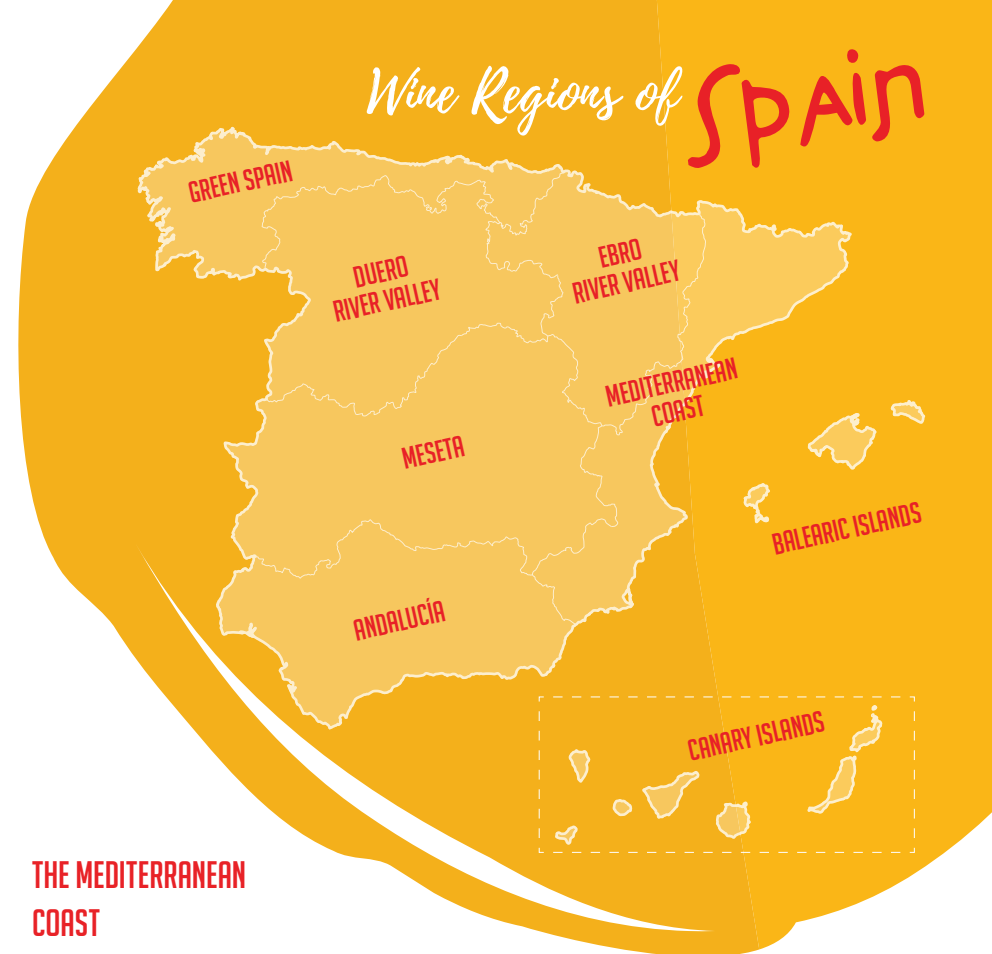 Wine Regions of SPAiN
GREEN SPAIN
DUERO
RIVER VALLEY
EBRO
RIVER VALLEY
MEDITERRANEAN
COAST
MESETA
BALEARIC ISLANDS
ANDALUCÍA
CANARY ISLANDS
THE MEDITERRANEAN
COAST